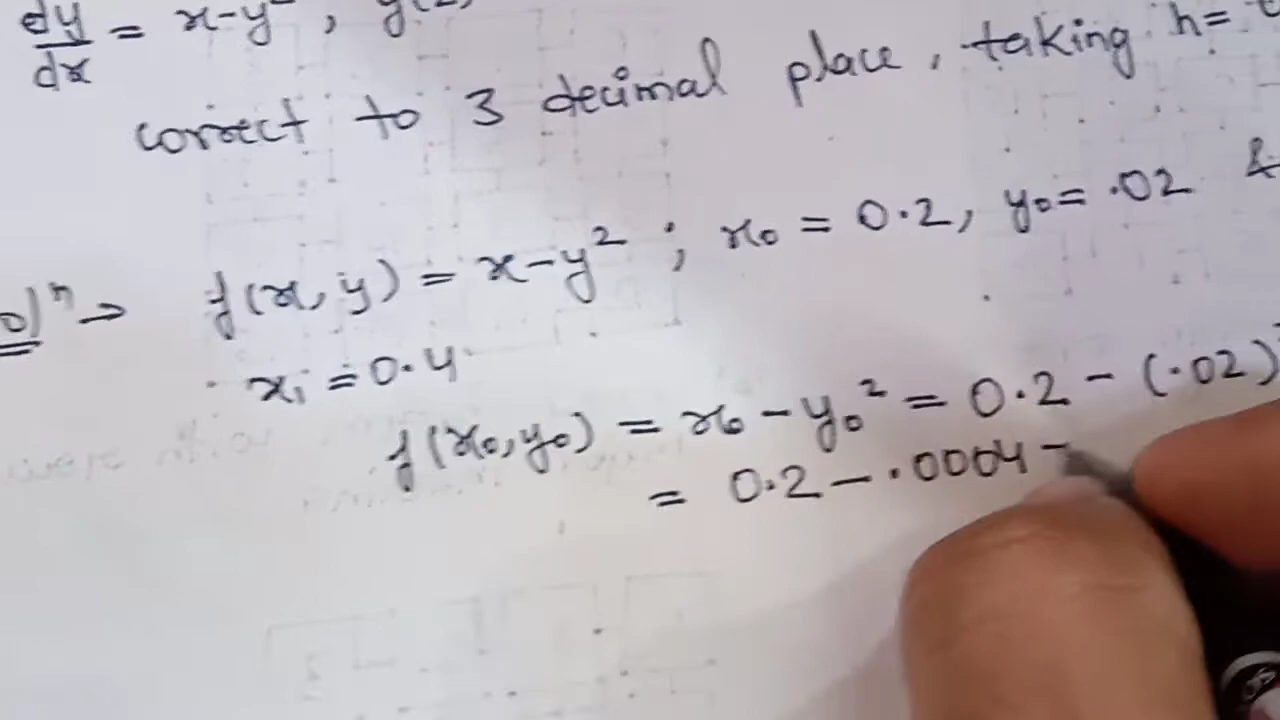 dy/dx = x-y², y(2)
correct to 3 decimal place, taking h=
f(x, y) = x-y² ; x₀ = 0.2, y₀= .02 &
x₁ = 0.4
f(x₀,y₀) = x₀ - y₀² = 0.2 - (.02)
= 0.2 - .0004